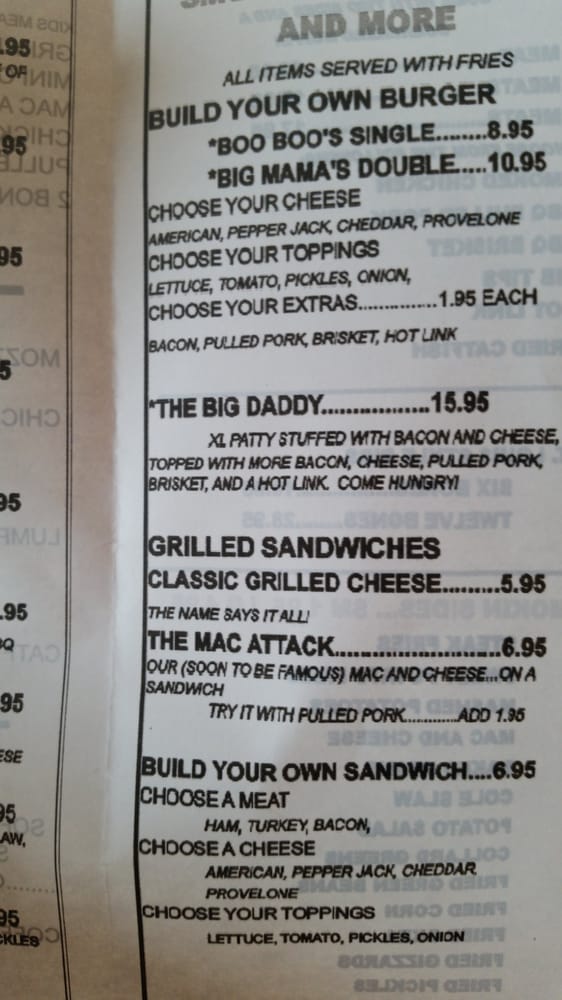 AND MORE
ALL ITEMS SERVED WITH FRIES
BUILD YOUR OWN BURGER
*BOO BOO'S SINGLE........8.95
*BIG MAMA'S DOUBLE.....10.95
CHOOSE YOUR CHEESE
AMERICAN, PEPPER JACK, CHEDDAR, PROVELONE
CHOOSE YOUR TOPPINGS
LETTUCE, TOMATO, PICKLES, ONION,
CHOOSE YOUR EXTRAS..............1.95 EACH
BACON, PULLED PORK, BRISKET, HOT LINK
*THE BIG DADDY.................15.95
XL PATTY STUFFED WITH BACON AND CHEESE,
TOPPED WITH MORE BACON, CHEESE, PULLED PORK,
BRISKET, AND A HOT LINK. COME HUNGRY!
GRILLED SANDWICHES
CLASSIC GRILLED CHEESE.........5.95
THE NAME SAYS IT ALL!
THE MAC ATTACK..........................6.95
OUR (SOON TO BE FAMOUS) MAC AND CHEESE...ON A
SANDWICH
TRY IT WITH PULLED PORK.............ADD 1.95
BUILD YOUR OWN SANDWICH....6.95
CHOOSE A MEAT
HAM, TURKEY, BACON,
CHOOSE A CHEESE
AMERICAN, PEPPER JACK, CHEDDAR
PROVELONE
CHOOSE YOUR TOPPINGS
LETTUCE, TOMATO, PICKLES, ONION